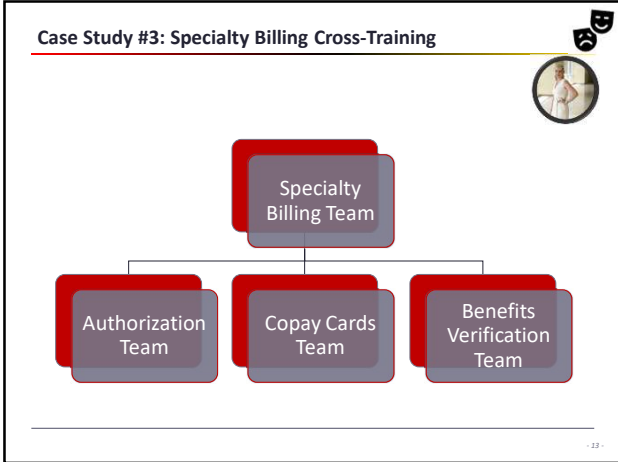 Case Study #3: Specialty Billing Cross-Training
Specialty
Billing Team
Authorization
Team
Copay Cards
Team
Benefits
Verification
Team
- 13 -